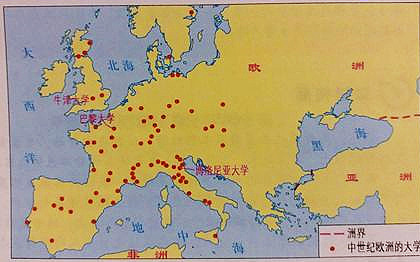 大
西
洋
北海
欧 洲
牛津大学
巴黎大学
博洛尼亚大学
黑 海
亚 洲
地 中 海
非 洲
洲界
中世纪欧洲的大学